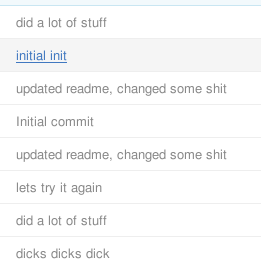 did a lot of stuff
initial init
updated readme, changed some shit
Initial commit
updated readme, changed some shit
lets try it again
did a lot of stuff
dicks dicks dick